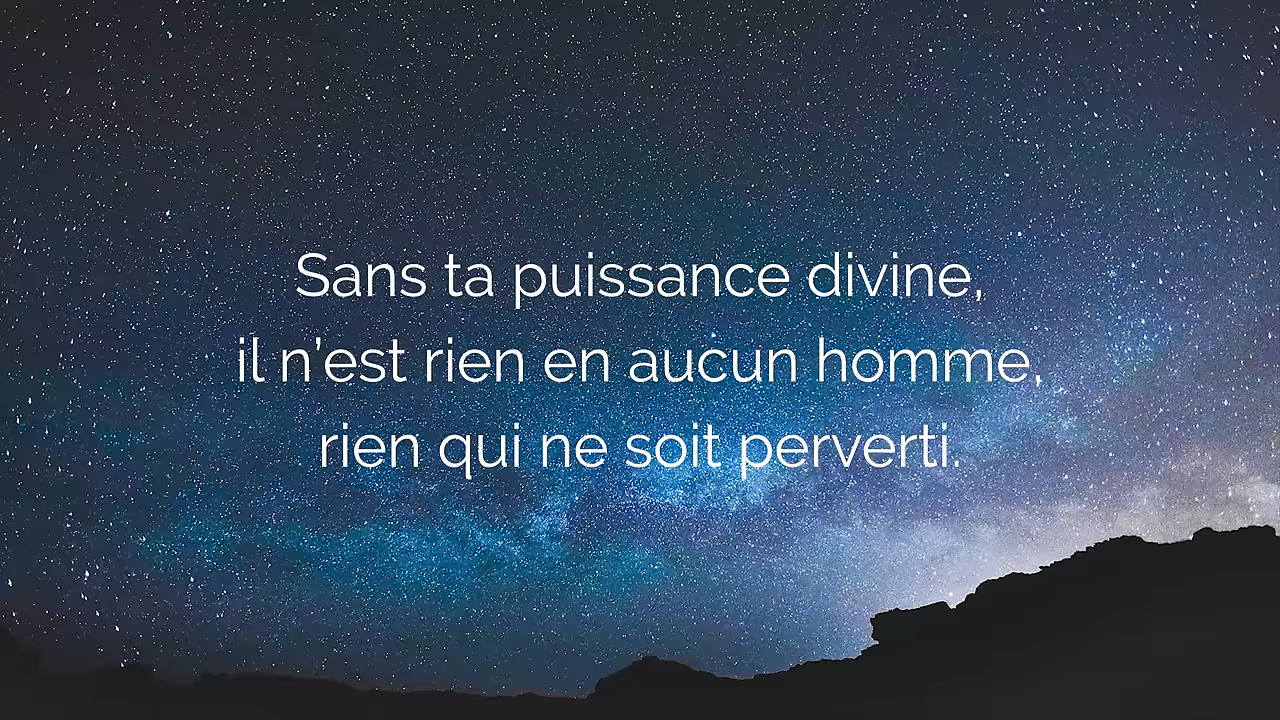 Sans ta puissance divine,
il n’est rien en aucun homme,
rien qui ne soit perverti.